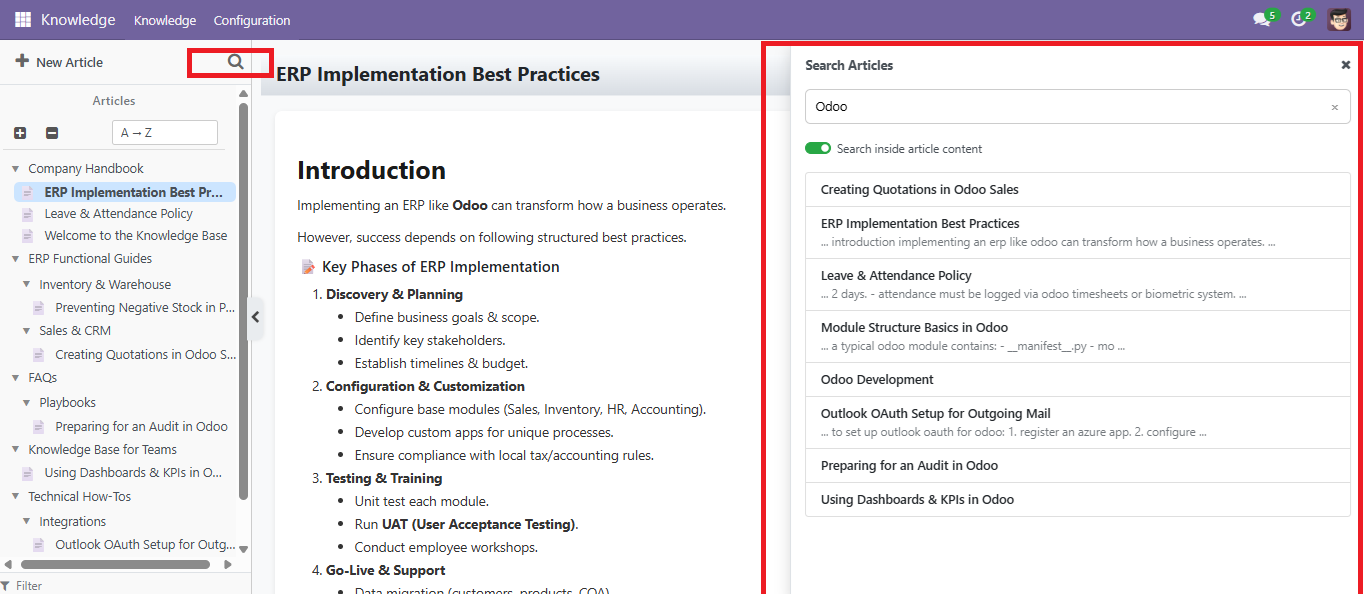 Knowledge Knowledge Configuration 5 2
New Article
Articles
A → Z
Company Handbook
ERP Implementation Best Pr...
Leave & Attendance Policy
Welcome to the Knowledge Base
ERP Functional Guides
Inventory & Warehouse
Preventing Negative Stock in P...
Sales & CRM
Creating Quotations in Odoo S...
FAQs
Playbooks
Preparing for an Audit in Odoo
Knowledge Base for Teams
Using Dashboards & KPIs in O...
Technical How-Tos
Integrations
Outlook OAuth Setup for Outg...
Filter
ERP Implementation Best Practices
Introduction
Implementing an ERP like Odoo can transform how a business operates.
However, success depends on following structured best practices.
Key Phases of ERP Implementation
1. Discovery & Planning
• Define business goals & scope.
• Identify key stakeholders.
• Establish timelines & budget.
2. Configuration & Customization
• Configure base modules (Sales, Inventory, HR, Accounting).
• Develop custom apps for unique processes.
• Ensure compliance with local tax/accounting rules.
3. Testing & Training
• Unit test each module.
• Run UAT (User Acceptance Testing).
• Conduct employee workshops.
4. Go-Live & Support
• Data migration (customers, products, COA)
Search Articles
Odoo
Search inside article content
Creating Quotations in Odoo Sales
ERP Implementation Best Practices
... introduction implementing an erp like odoo can transform how a business operates. ...
Leave & Attendance Policy
... 2 days. - attendance must be logged via odoo timesheets or biometric system. ...
Module Structure Basics in Odoo
... a typical odoo module contains: - __manifest__.py - mo ...
Odoo Development
Outlook OAuth Setup for Outgoing Mail
... to set up outlook oauth for odoo: 1. register an azure app. 2. configure ...
Preparing for an Audit in Odoo
Using Dashboards & KPIs in Odoo